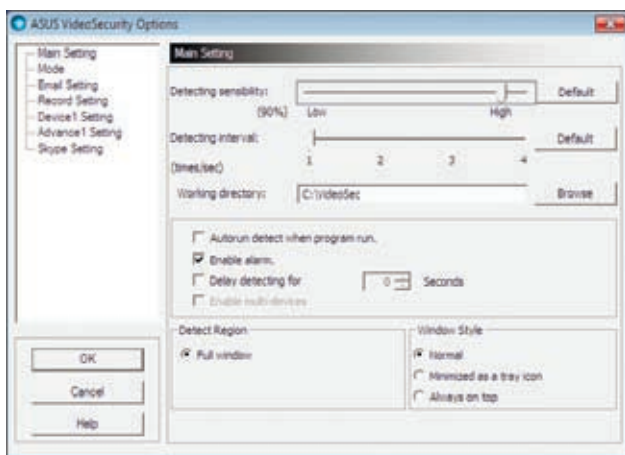 ASUS VideoSecurity Options
Main Setting
Mode
Email Setting
Record Setting
Device1 Setting
Advance1 Setting
Skype Setting
OK
Cancel
Help
Main Setting
Detecting sensibility:
Default
(90%) Low High
Detecting interval:
Default
(times/sec) 1 2 3 4
Working directory: C:\VideoSec Browse
Autorun detect when program run.
Enable alarm.
Delay detecting for 0 Seconds
Enable multi-devices
Detect Region
Full window
Window Style
Normal
Minimized as a tray icon
Always on top